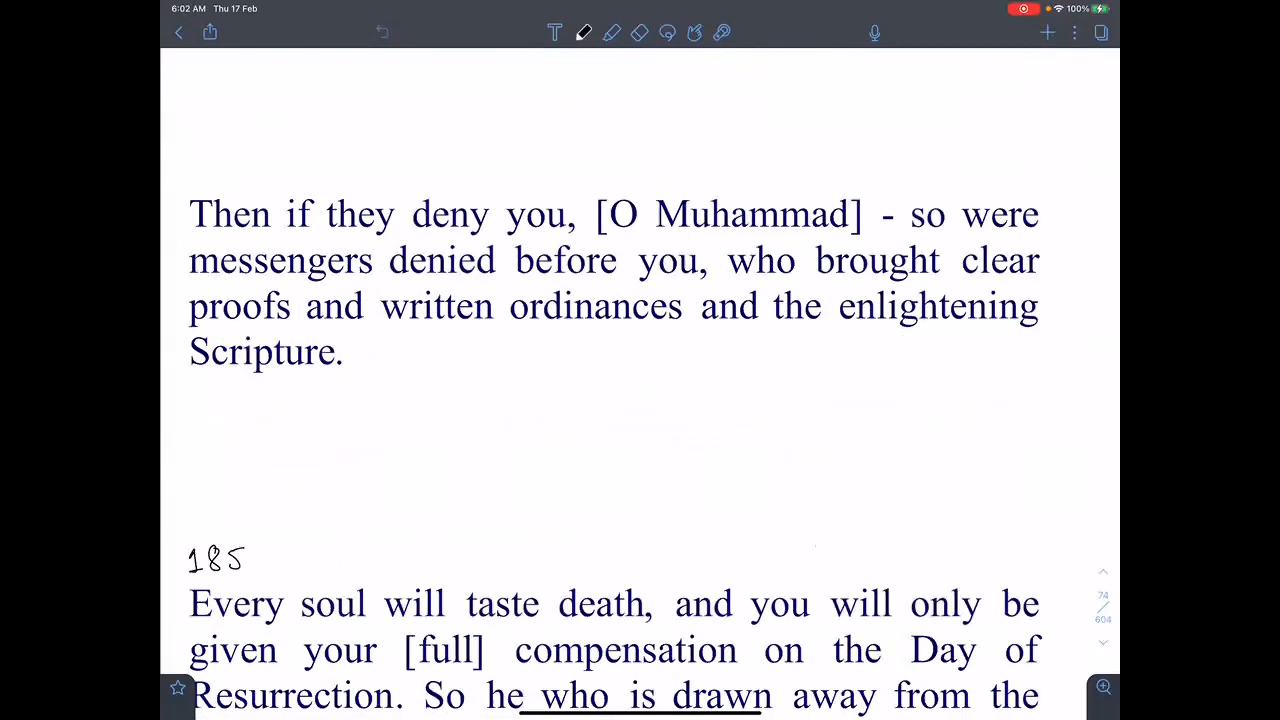 6:02 AM Thu 17 Feb
100%
Then if they deny you, [O Muhammad] - so were
messengers denied before you, who brought clear
proofs and written ordinances and the enlightening
Scripture.
185
Every soul will taste death, and you will only be
given your [full] compensation on the Day of
Resurrection. So he who is drawn away from the
74
604